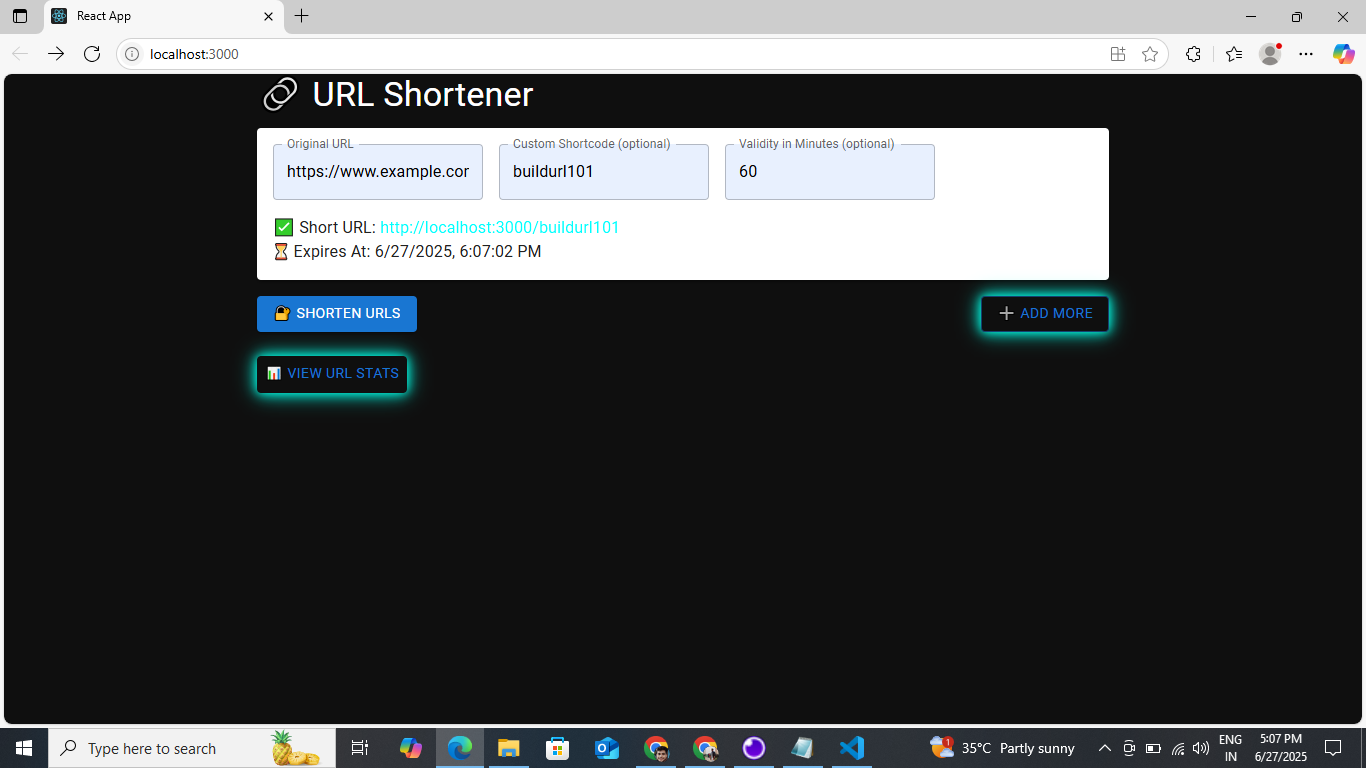 React App
localhost:3000
URL Shortener
Original URL
Custom Shortcode (optional)
Validity in Minutes (optional)
https://www.example.cor
buildurl101
60
Short URL: http://localhost:3000/buildurl101
Expires At: 6/27/2025, 6:07:02 PM
SHORTEN URLS
ADD MORE
VIEW URL STATS
Type here to search
1
35°C Partly sunny
ENG
IN
5:07 PM
6/27/2025